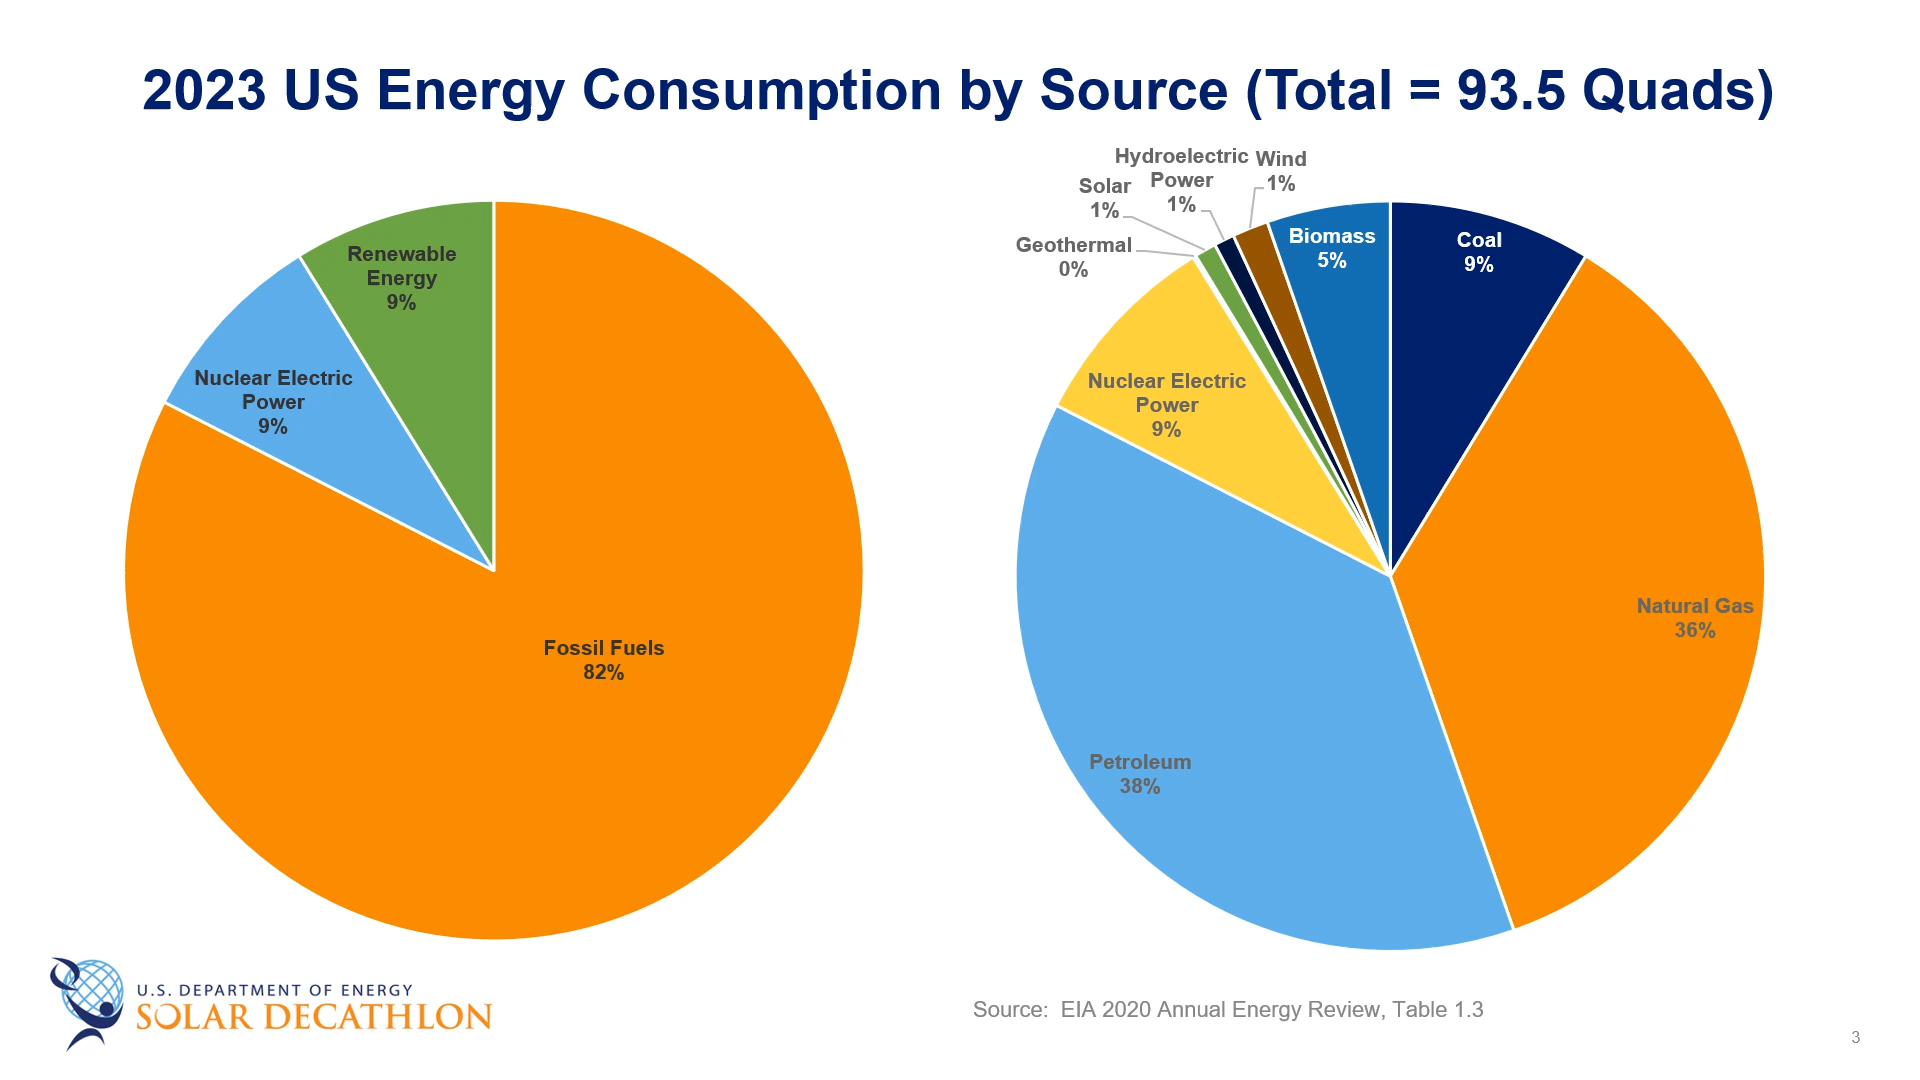 2023 US Energy Consumption by Source (Total = 93.5 Quads)
Renewable
Energy
9%
Nuclear Electric
Power
9%
Fossil Fuels
82%
Hydroelectric
Power
1%
Wind
1%
Solar
1%
Geothermal
0%
Biomass
5%
Coal
9%
Nuclear Electric
Power
9%
Natural Gas
36%
Petroleum
38%
U.S. DEPARTMENT OF ENERGY
SOLAR DECATHLON
Source:  EIA 2020 Annual Energy Review, Table 1.3
3